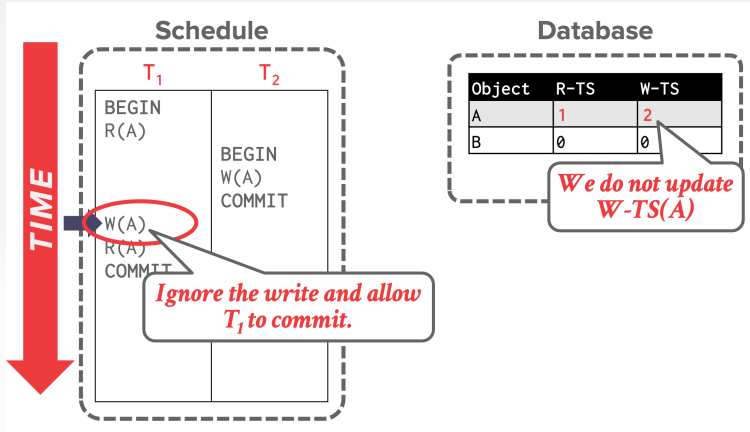 Schedule
Database
TIME
T₁ T₂
BEGIN
R(A)
BEGIN
W(A)
COMMIT
W(A)
R(A)
COMMIT
Ignore the write and allow
T₁ to commit.
Object R-TS W-TS
A 1 2
B 0 0
We do not update
W-TS(A)